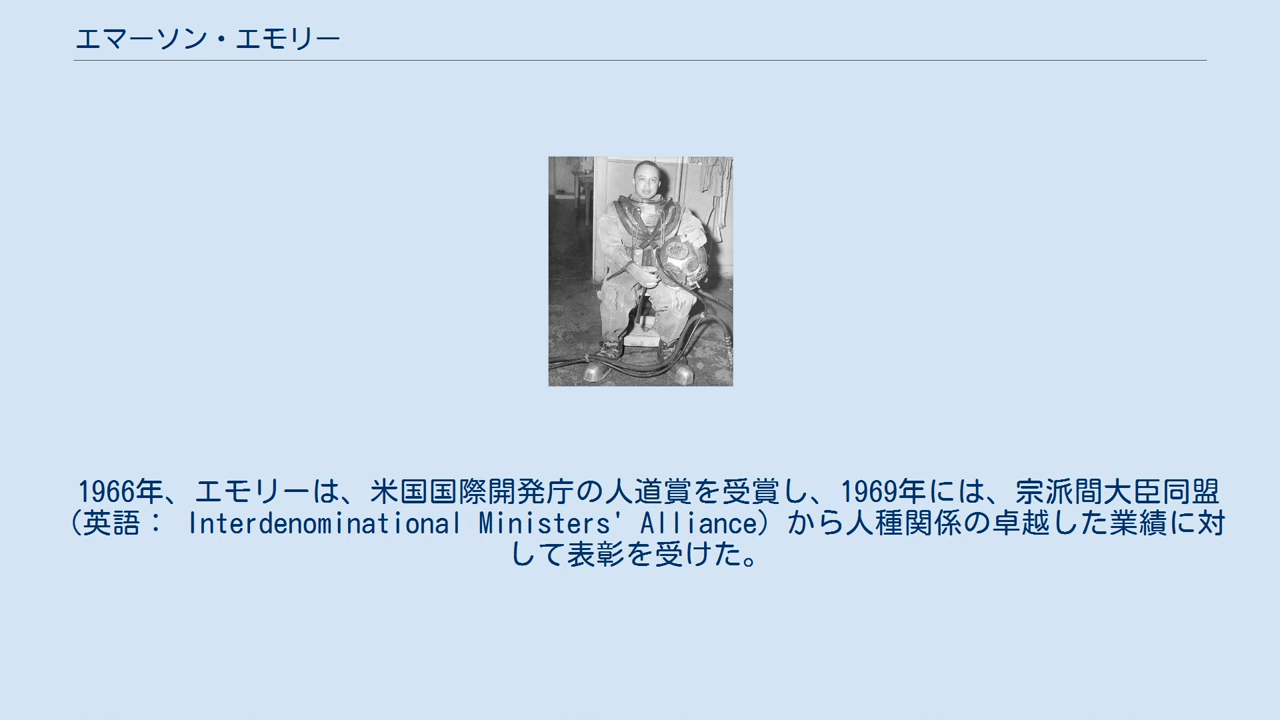 エマーソン・エモリー
1966年、エモリーは、米国国際開発庁の人道賞を受賞し、1969年には、宗派間大臣同盟
(英語： Interdenominational Ministers' Alliance) から人種関係の卓越した業績に対
して表彰を受けた。